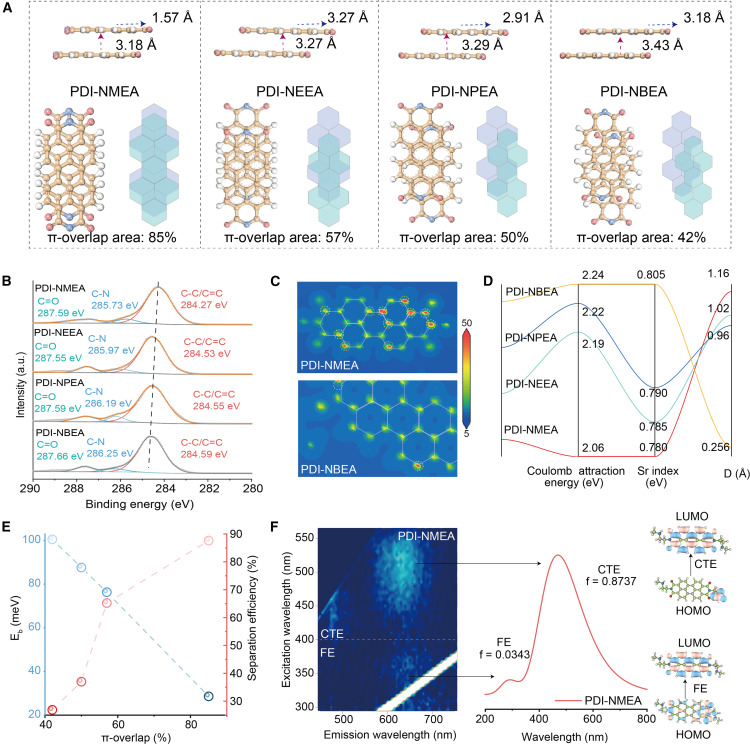 A
1.57 Å
3.18 Å
PDI-NMEA
π-overlap area: 85%
3.27 Å
3.27 Å
PDI-NEEA
π-overlap area: 57%
2.91 Å
3.29 Å
PDI-NPEA
π-overlap area: 50%
3.18 Å
3.43 Å
PDI-NBEA
π-overlap area: 42%
B
Intensity (a.u.)
PDI-NMEA
C=O
287.59 eV
C-N
285.73 eV
C-C/C=C
284.27 eV
PDI-NEEA
C=O
287.55 eV
C-N
285.97 eV
C-C/C=C
284.53 eV
PDI-NPEA
C=O
287.59 eV
C-N
286.19 eV
C-C/C=C
284.55 eV
PDI-NBEA
C=O
287.66 eV
C-N
286.25 eV
C-C/C=C
284.59 eV
290 288 286 284 282 280
Binding energy (eV)
C
PDI-NMEA
PDI-NBEA
50
5
D
2.24 0.805 1.16
PDI-NBEA
1.02
2.22
PDI-NPEA
0.96
2.19
PDI-NEEA
0.790
0.785
PDI-NMEA
2.06 0.780 0.256
Coulomb attraction energy (eV)
Sr index (eV)
D (Å)
E
E_b (meV)
100
80
60
40
20
90
80
70
60
50
40
30
Separation efficiency (%)
40 60 80
π-overlap (%)
F
Excitation wavelength (nm)
550
500
450
400
350
300
PDI-NMEA
CTE
FE
500 600 700
Emission wavelength (nm)
CTE
f = 0.8737
FE
f = 0.0343
PDI-NMEA
200 400 600 800
Wavelength (nm)
LUMO
CTE
HOMO
LUMO
FE
HOMO